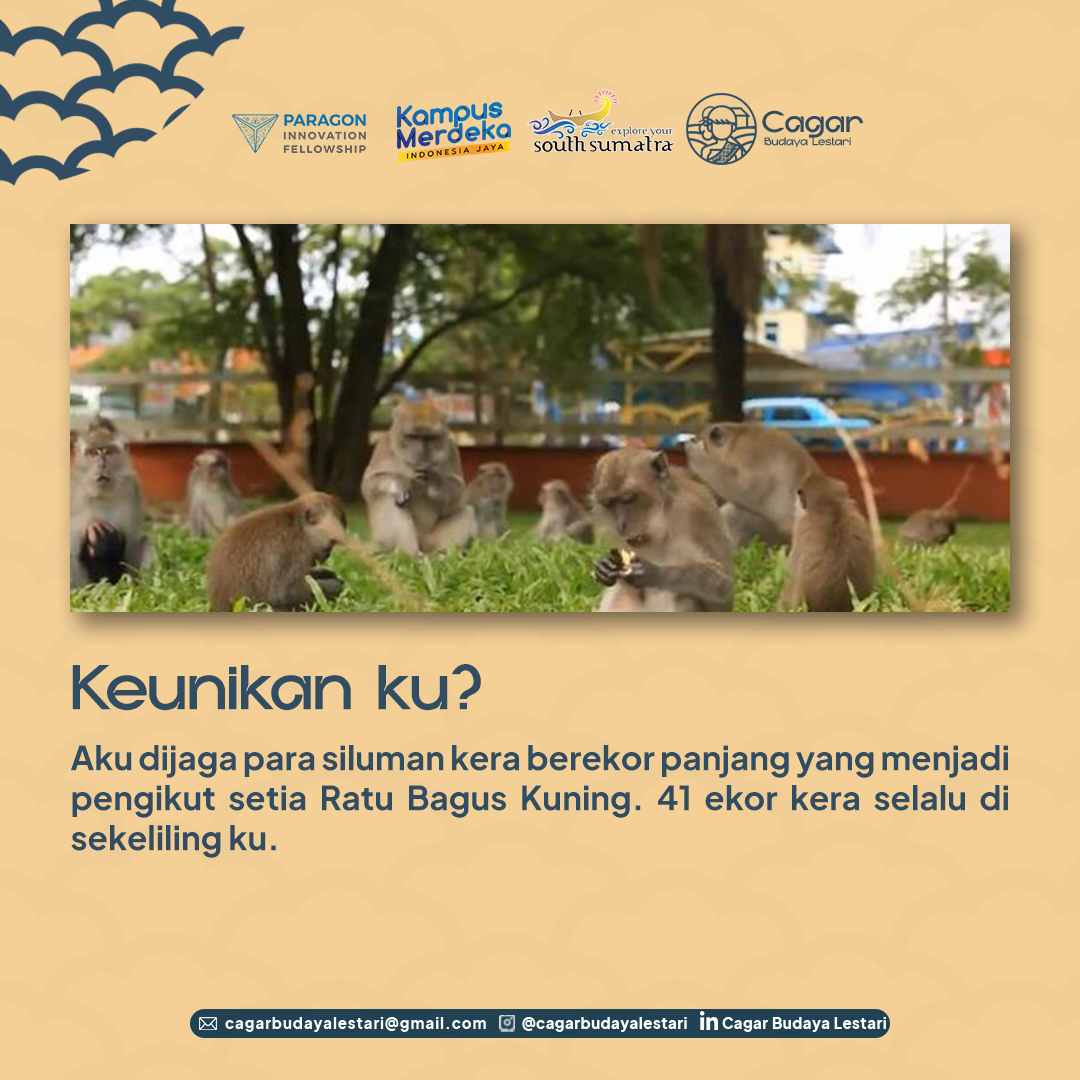 PARAGON
INNOVATION
FELLOWSHIP
Kampus
Merdeka
INDONESIA JAYA
explore your
south sumatra
Cagar
Budaya Lestari
Keunikan ku?
Aku dijaga para siluman kera berekor panjang yang menjadi
pengikut setia Ratu Bagus Kuning. 41 ekor kera selalu di
sekeliling ku.
cagarbudayalestari@gmail.com @cagarbudayalestari in Cagar Budaya Lestari